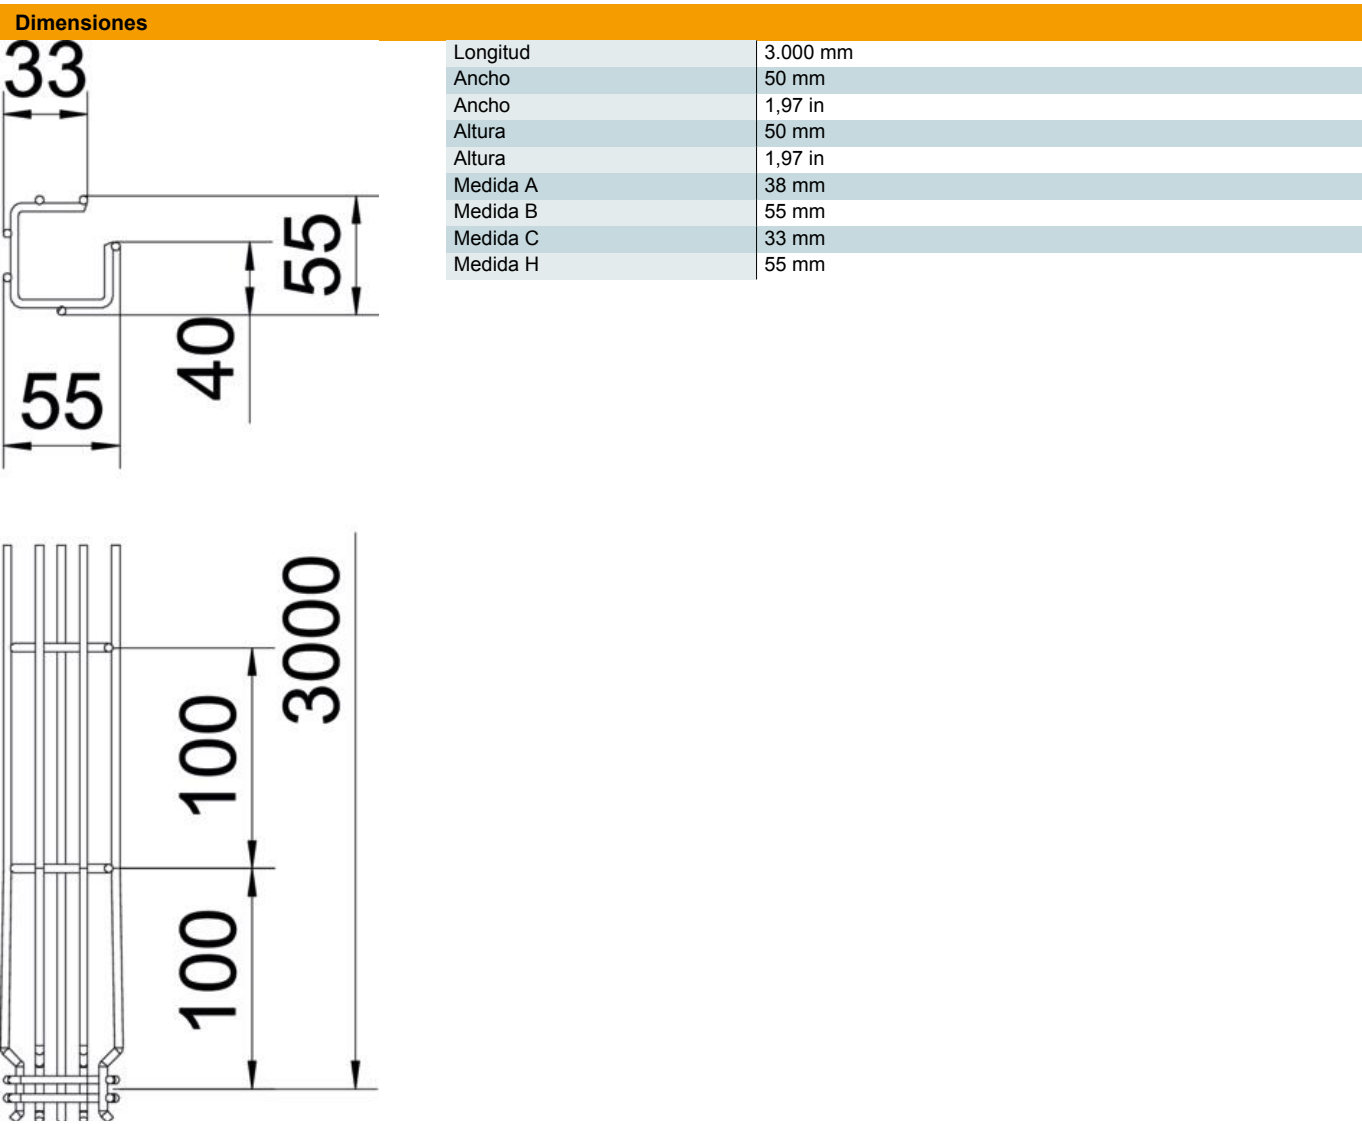 Dimensiones
33
55
40
55
Longitud 3.000 mm
Ancho 50 mm
Ancho 1,97 in
Altura 50 mm
Altura 1,97 in
Medida A 38 mm
Medida B 55 mm
Medida C 33 mm
Medida H 55 mm
3000
100
100